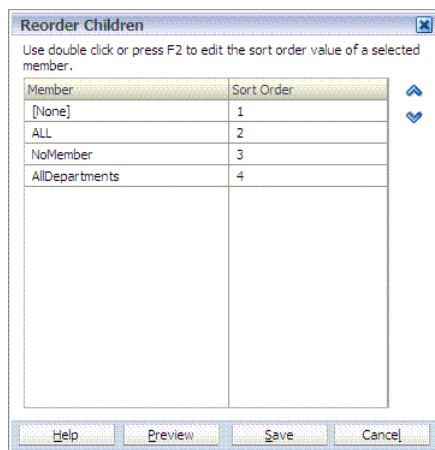 Reorder Children
Use double click or press F2 to edit the sort order value of a selected
member.
Member Sort Order
[None] 1
ALL 2
NoMember 3
AllDepartments 4
Help Preview Save Cancel